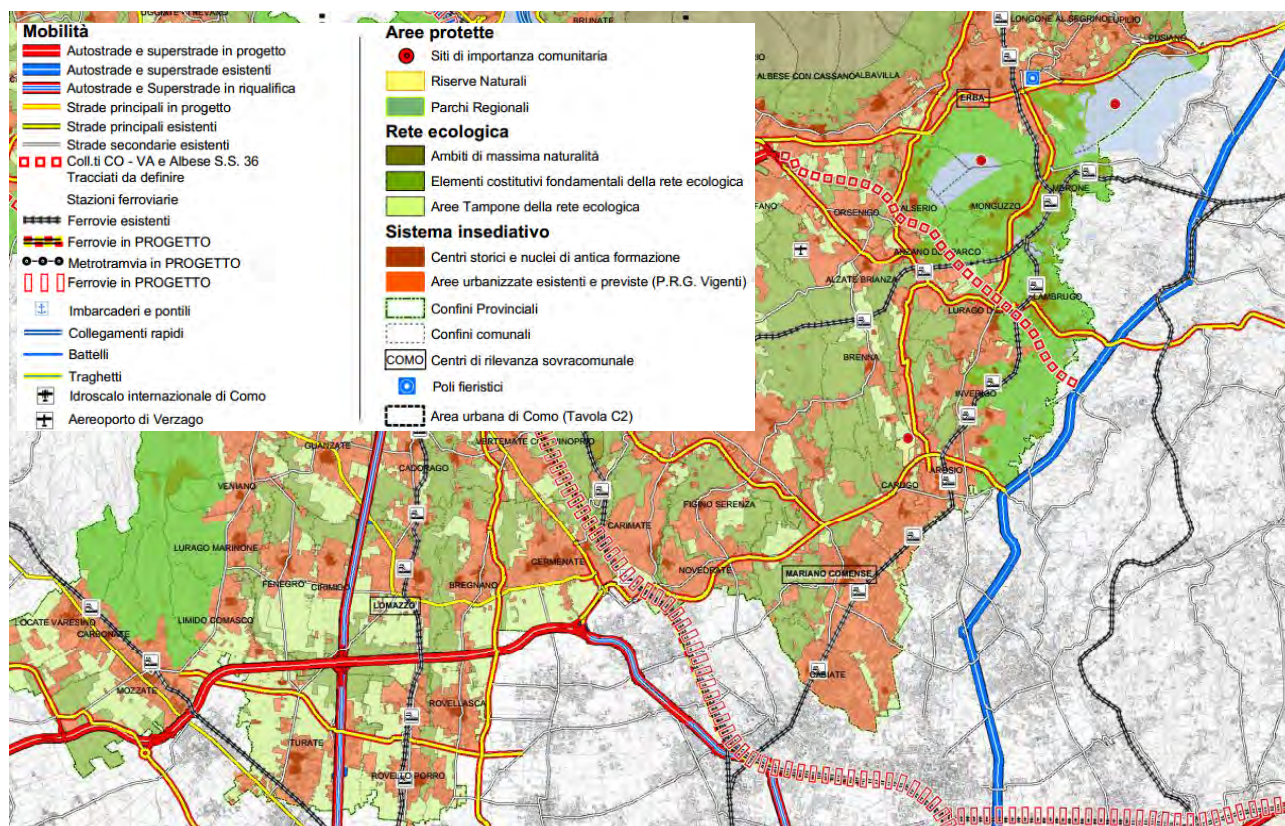 Mobilità
Autostrade e superstrade in progetto
Autostrade e superstrade esistenti
Autostrade e Superstrade in riqualifica
Strade principali in progetto
Strade principali esistenti
Strade secondarie esistenti
Coll.ti CO - VA e Albese S.S. 36
Tracciati da definire
Stazioni ferroviarie
Ferrovie esistenti
Ferrovie in PROGETTO
Metrotramvia in PROGETTO
Ferrovie in PROGETTO
Imbarcaderi e pontili
Collegamenti rapidi
Battelli
Traghetti
Idroscalo internazionale di Como
Aereoporto di Verzago
Aree protette
Siti di importanza comunitaria
Riserve Naturali
Parchi Regionali
Rete ecologica
Ambiti di massima naturalità
Elementi costitutivi fondamentali della rete ecologica
Aree Tampone della rete ecologica
Sistema insediativo
Centri storici e nuclei di antica formazione
Aree urbanizzate esistenti e previste (P.R.G. Vigenti)
Confini Provinciali
Confini comunali
COMO
Centri di rilevanza sovracomunale
Poli fieristici
Area urbana di Como (Tavola C2)
BRUNATE
LONGONE AL SEGRINO
EUPILIO
PUSIANO
ALBESE CON CASSANO
ALBAVILLA
ERBA
MERONE
ORSENIGO
ALSERIO
MONGUZZO
ALZATE BRIANZA
LAMBRUGO
LURAGO D'E
BRENNA
INVERIGO
AROSIO
CARUGO
GUANZATE
CADORAGO
VENIANO
CARIMATE
FIGINO SERENZA
LURAGO MARINONE
FENEGRO'
CIRIMIDO
BREGNANO
CERMENATE
NOVEDRATE
MARIANO COMENSE
LOMAZZO
LOCATE VARESINO
CARBONATE
LIMIDO COMASCO
MOZZATE
CABIATE
ROVELLASCA
TURATE
ROVELLO PORRO